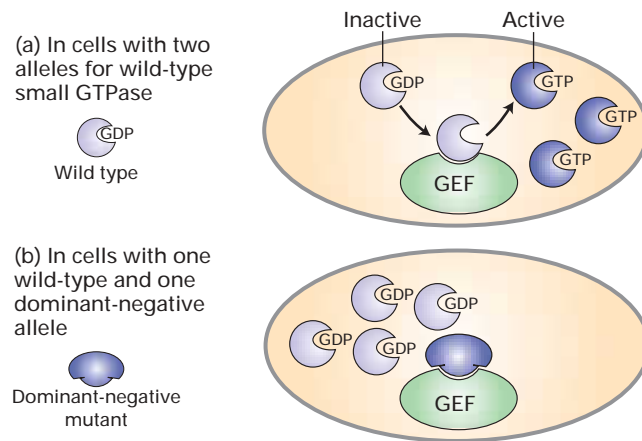 Inactive Active
(a) In cells with two
alleles for wild-type
small GTPase
GDP
Wild type
GDP
GTP
GTP
GTP
GEF
(b) In cells with one
wild-type and one
dominant-negative
allele
Dominant-negative
mutant
GDP
GDP
GDP
GDP
GEF